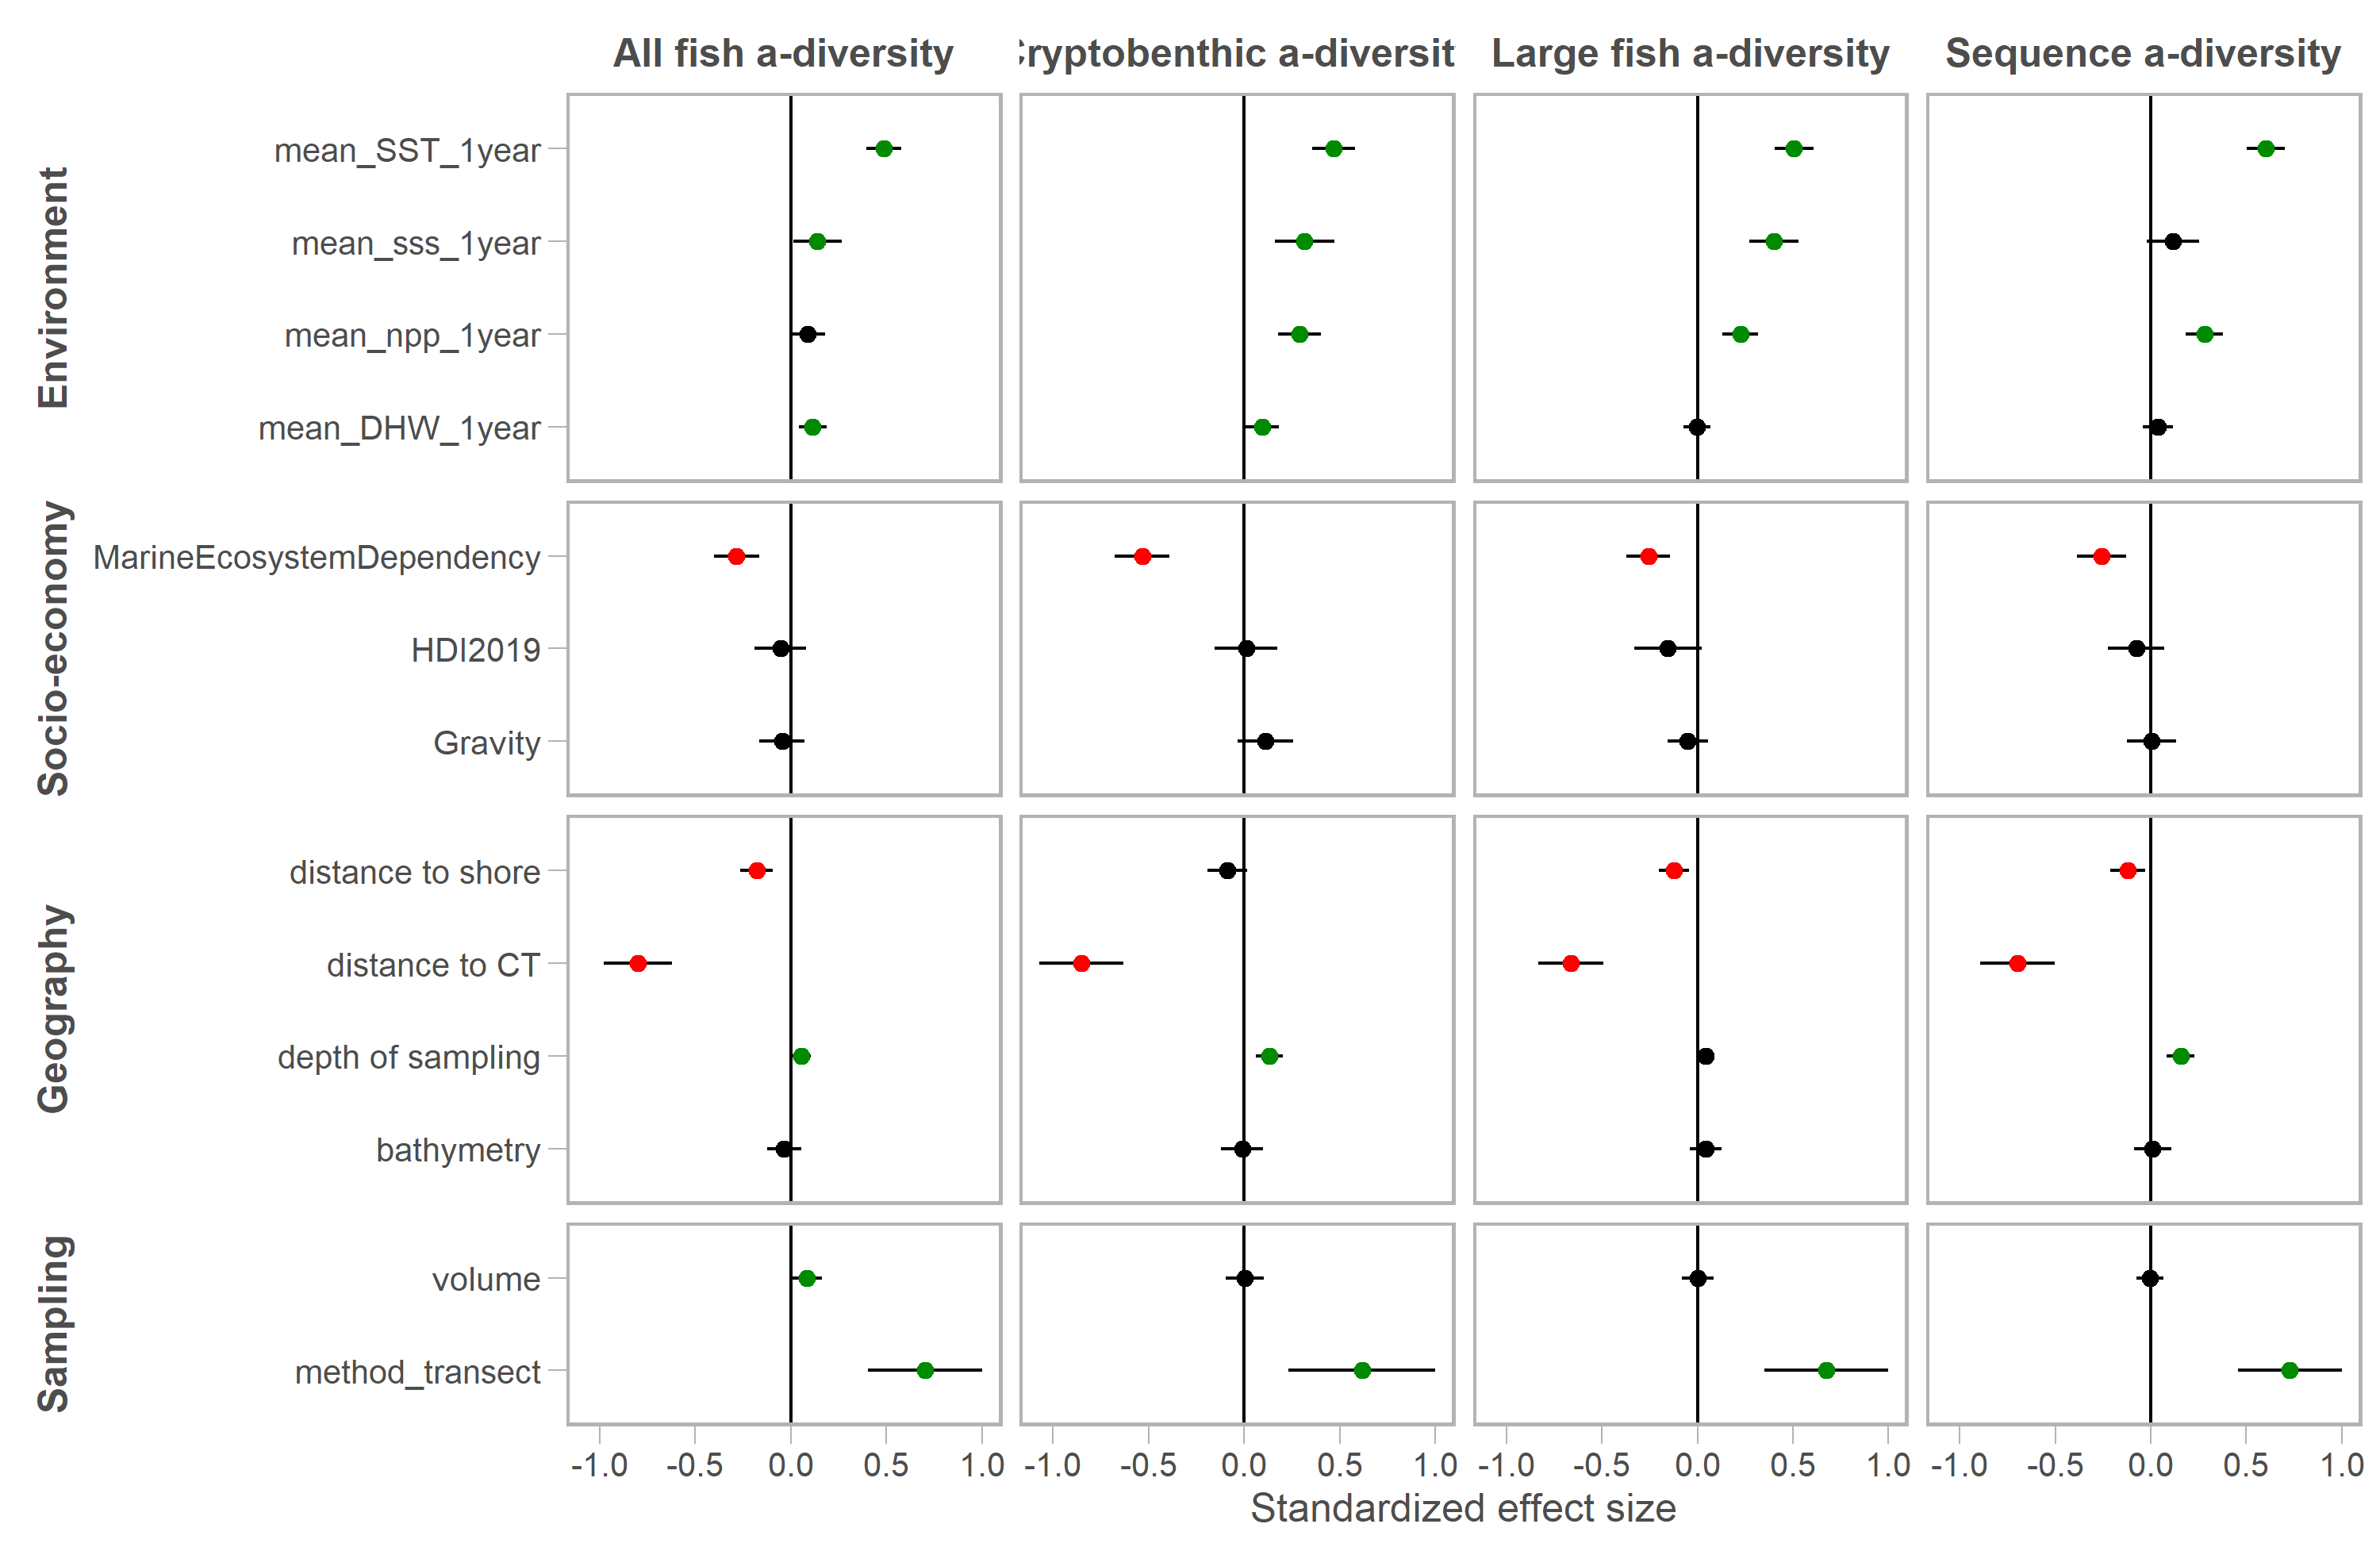 All fish a-diversity
ryptobenthic a-diversit
Large fish a-diversity
Sequence a-diversity
Environment
mean_SST_1year
mean_sss_1year
mean_npp_1year
mean_DHW_1year
Socio-economy
MarineEcosystemDependency
HDI2019
Gravity
Geography
distance to shore
distance to CT
depth of sampling
bathymetry
Sampling
volume
method_transect
-1.0 -0.5 0.0 0.5 1.0
-1.0 -0.5 0.0 0.5 1.0
-1.0 -0.5 0.0 0.5 1.0
-1.0 -0.5 0.0 0.5 1.0
Standardized effect size